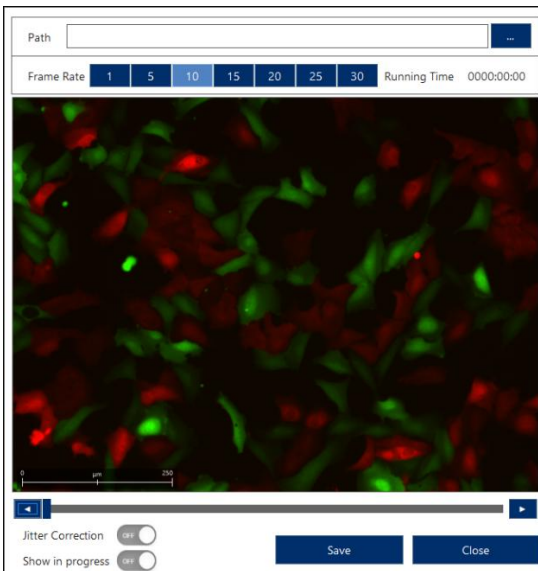 Path ...
Frame Rate 1 5 10 15 20 25 30 Running Time 0000:00:00
0 µm 250
Jitter Correction OFF
Show in progress OFF
Save Close